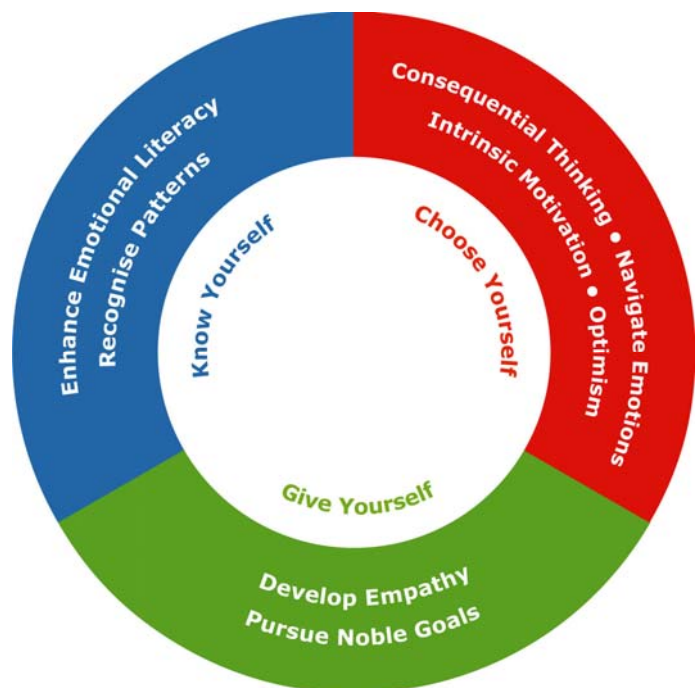 Enhance Emotional Literacy
Recognise Patterns
Know Yourself
Consequential Thinking • Navigate Emotions
Intrinsic Motivation • Optimism
Choose Yourself
Give Yourself
Develop Empathy
Pursue Noble Goals